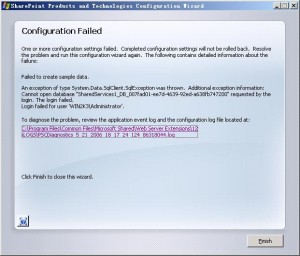 SharePoint Products and Technologies Configuration Wizard
Configuration Failed
One or more configuration settings failed. Completed configuration settings will not be rolled back. Resolve
the problem and run this configuration wizard again. The following contains detailed information about the
failure:
Failed to create sample data.
An exception of type System.Data.SqlClient.SqlException was thrown. Additional exception information:
Cannot open database "SharedServices1_DB_007fad01-ee7d-4639-92ed-a638fb747200" requested by the
login. The login failed.
Login failed for user 'WIN2K3\Administrator'.
To diagnose the problem, review the application event log and the configuration log file located at:
C:\Program Files\Common Files\Microsoft Shared\Web Server Extensions\12
\LOGS\PSCDiagnostics_5_21_2006_18_17_24_124_86318044.log
Click Finish to close this wizard.
Finish